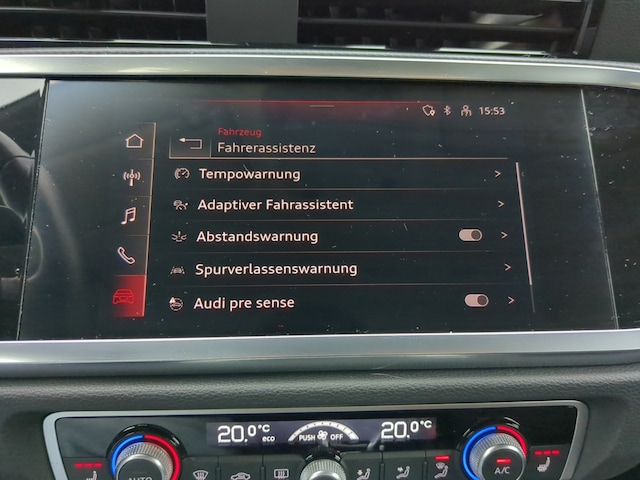 15:53
Fahrzeug
Fahrerassistenz
Tempowarnung
Adaptiver Fahrassistent
Abstandswarnung
Spurverlassenswarnung
Audi pre sense
20.0°C eco
PUSH OFF
20.0°C
AUTO
A/C